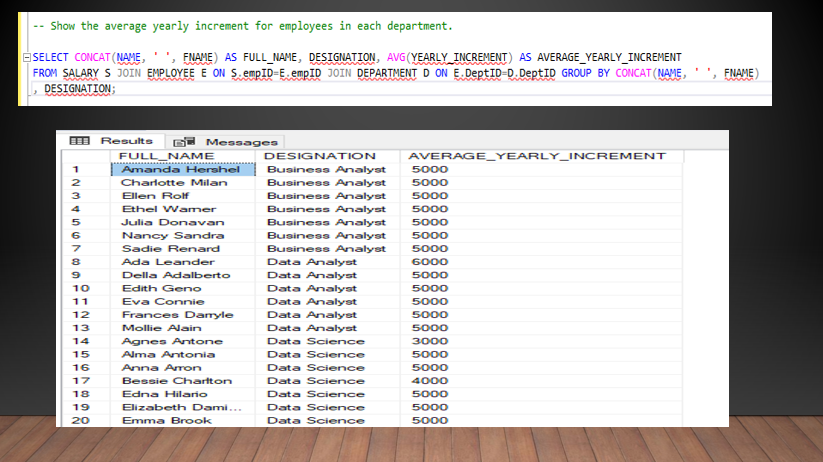 -- Show the average yearly increment for employees in each department.
SELECT CONCAT(NAME, ' ', FNAME) AS FULL_NAME, DESIGNATION, AVG(YEARLY_INCREMENT) AS AVERAGE_YEARLY_INCREMENT
FROM SALARY S JOIN EMPLOYEE E ON S.empID=E.empID JOIN DEPARTMENT D ON E.DeptID=D.DeptID GROUP BY CONCAT(NAME, ' ', FNAME)
, DESIGNATION;
Results Messages
FULL_NAME DESIGNATION AVERAGE_YEARLY_INCREMENT
1 Amanda Hershel Business Analyst 5000
2 Charlotte Milan Business Analyst 5000
3 Ellen Rolf Business Analyst 5000
4 Ethel Warner Business Analyst 5000
5 Julia Donavan Business Analyst 5000
6 Nancy Sandra Business Analyst 5000
7 Sadie Renard Business Analyst 5000
8 Ada Leander Data Analyst 6000
9 Della Adalberto Data Analyst 5000
10 Edith Geno Data Analyst 5000
11 Eva Connie Data Analyst 5000
12 Frances Darryle Data Analyst 5000
13 Mollie Alain Data Analyst 5000
14 Agnes Antone Data Science 3000
15 Alma Antonia Data Science 5000
16 Anna Arron Data Science 5000
17 Bessie Charlton Data Science 4000
18 Edna Hilario Data Science 5000
19 Elizabeth Dami... Data Science 5000
20 Emma Brook Data Science 5000